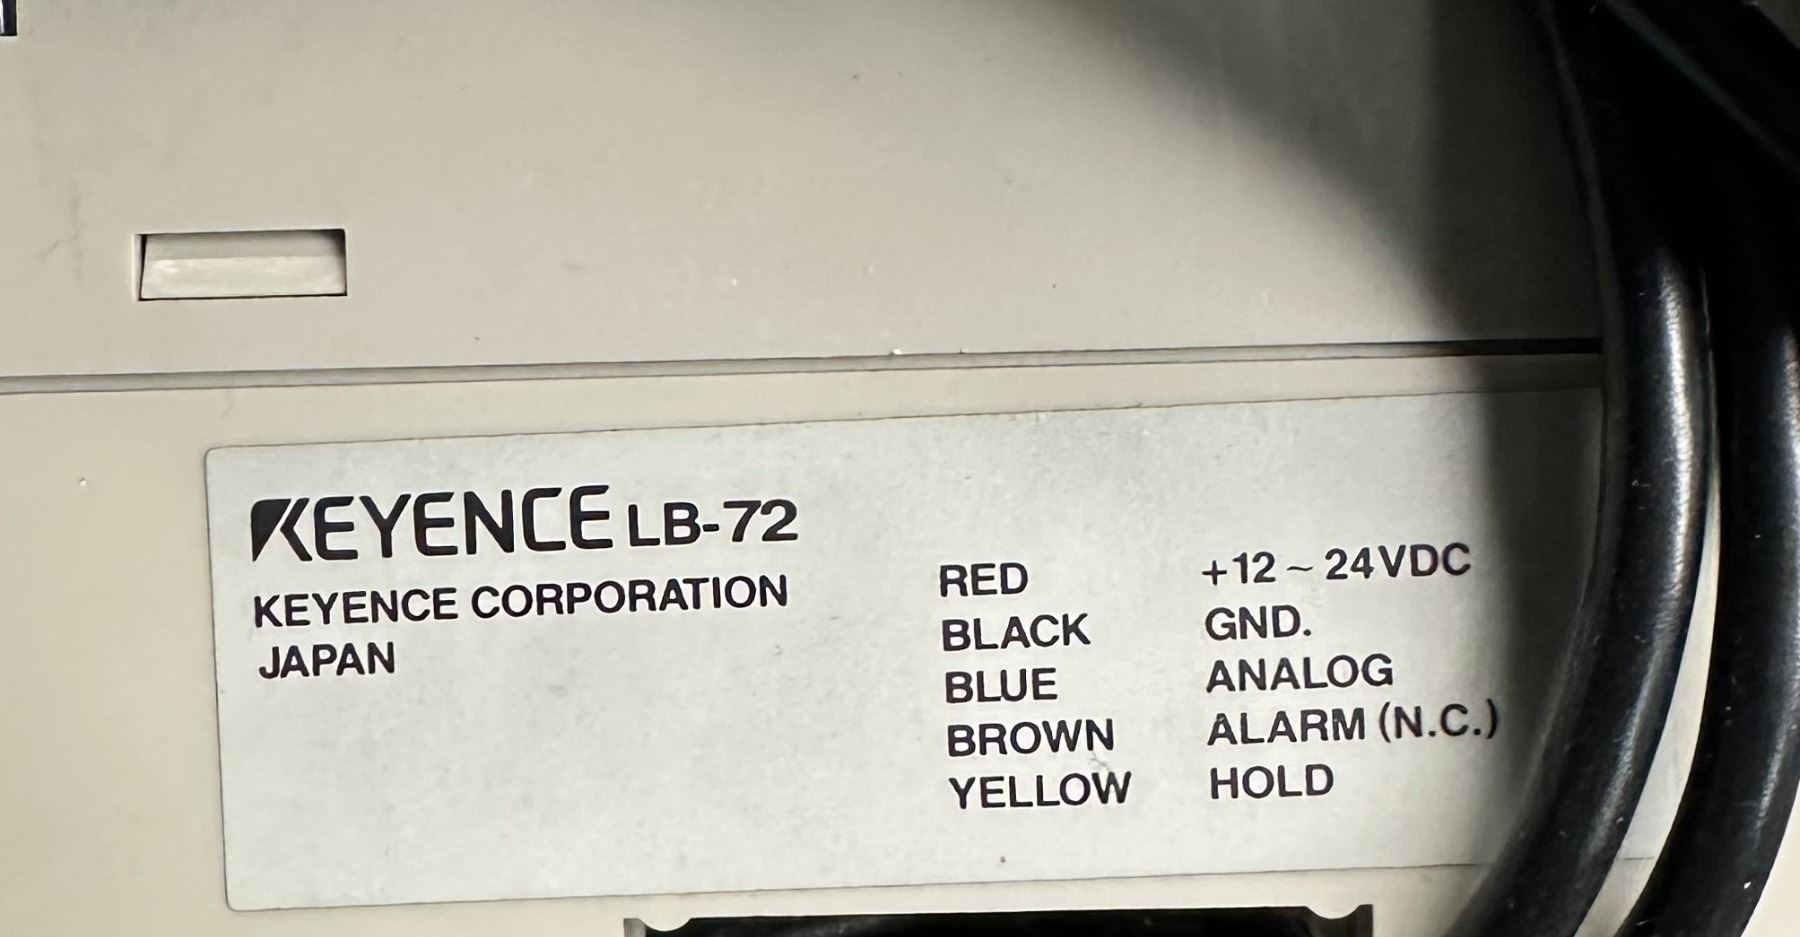 KEYENCE LB-72
KEYENCE CORPORATION
JAPAN
RED +12~24VDC
BLACK GND.
BLUE ANALOG
BROWN ALARM (N.C.)
YELLOW HOLD